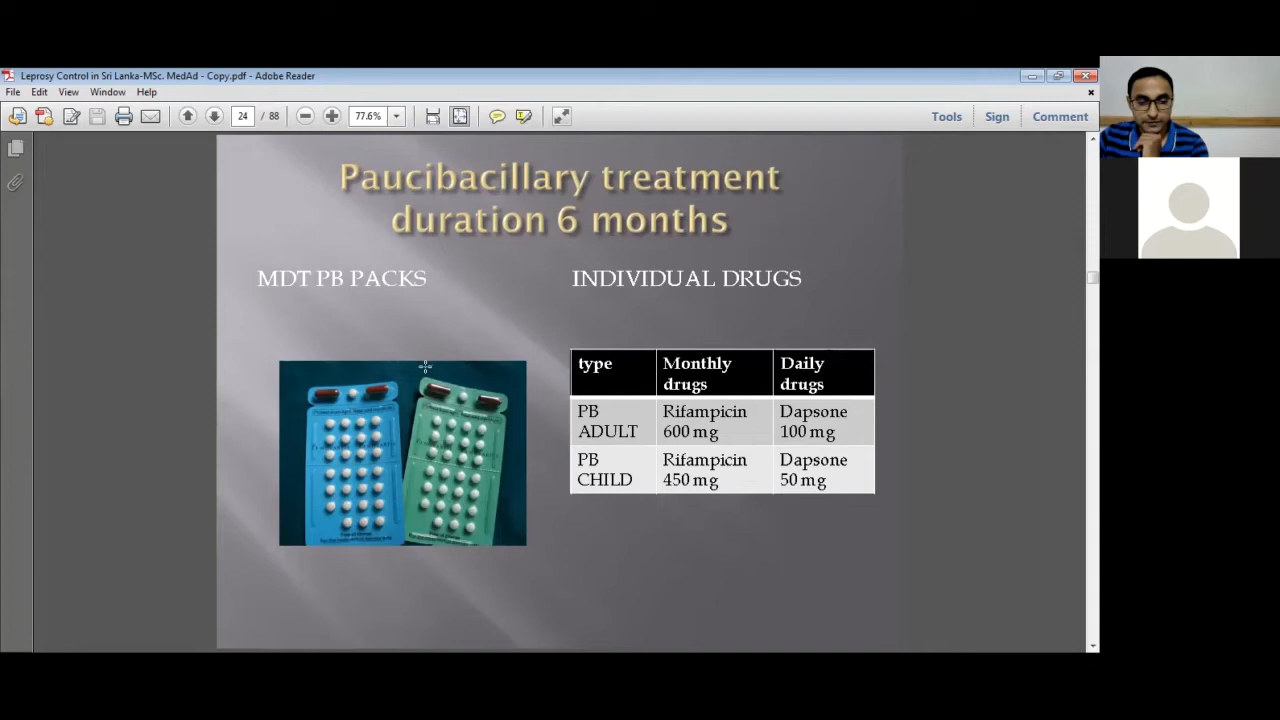 Leprosy Control in Sri Lanka-MSc. MedAd - Copy.pdf - Adobe Reader
File Edit View Window Help
24 / 88 77.6% Tools Sign Comment
Paucibacillary treatment
duration 6 months
MDT PB PACKS
INDIVIDUAL DRUGS
type Monthly drugs Daily drugs
PB ADULT Rifampicin 600 mg Dapsone 100 mg
PB CHILD Rifampicin 450 mg Dapsone 50 mg